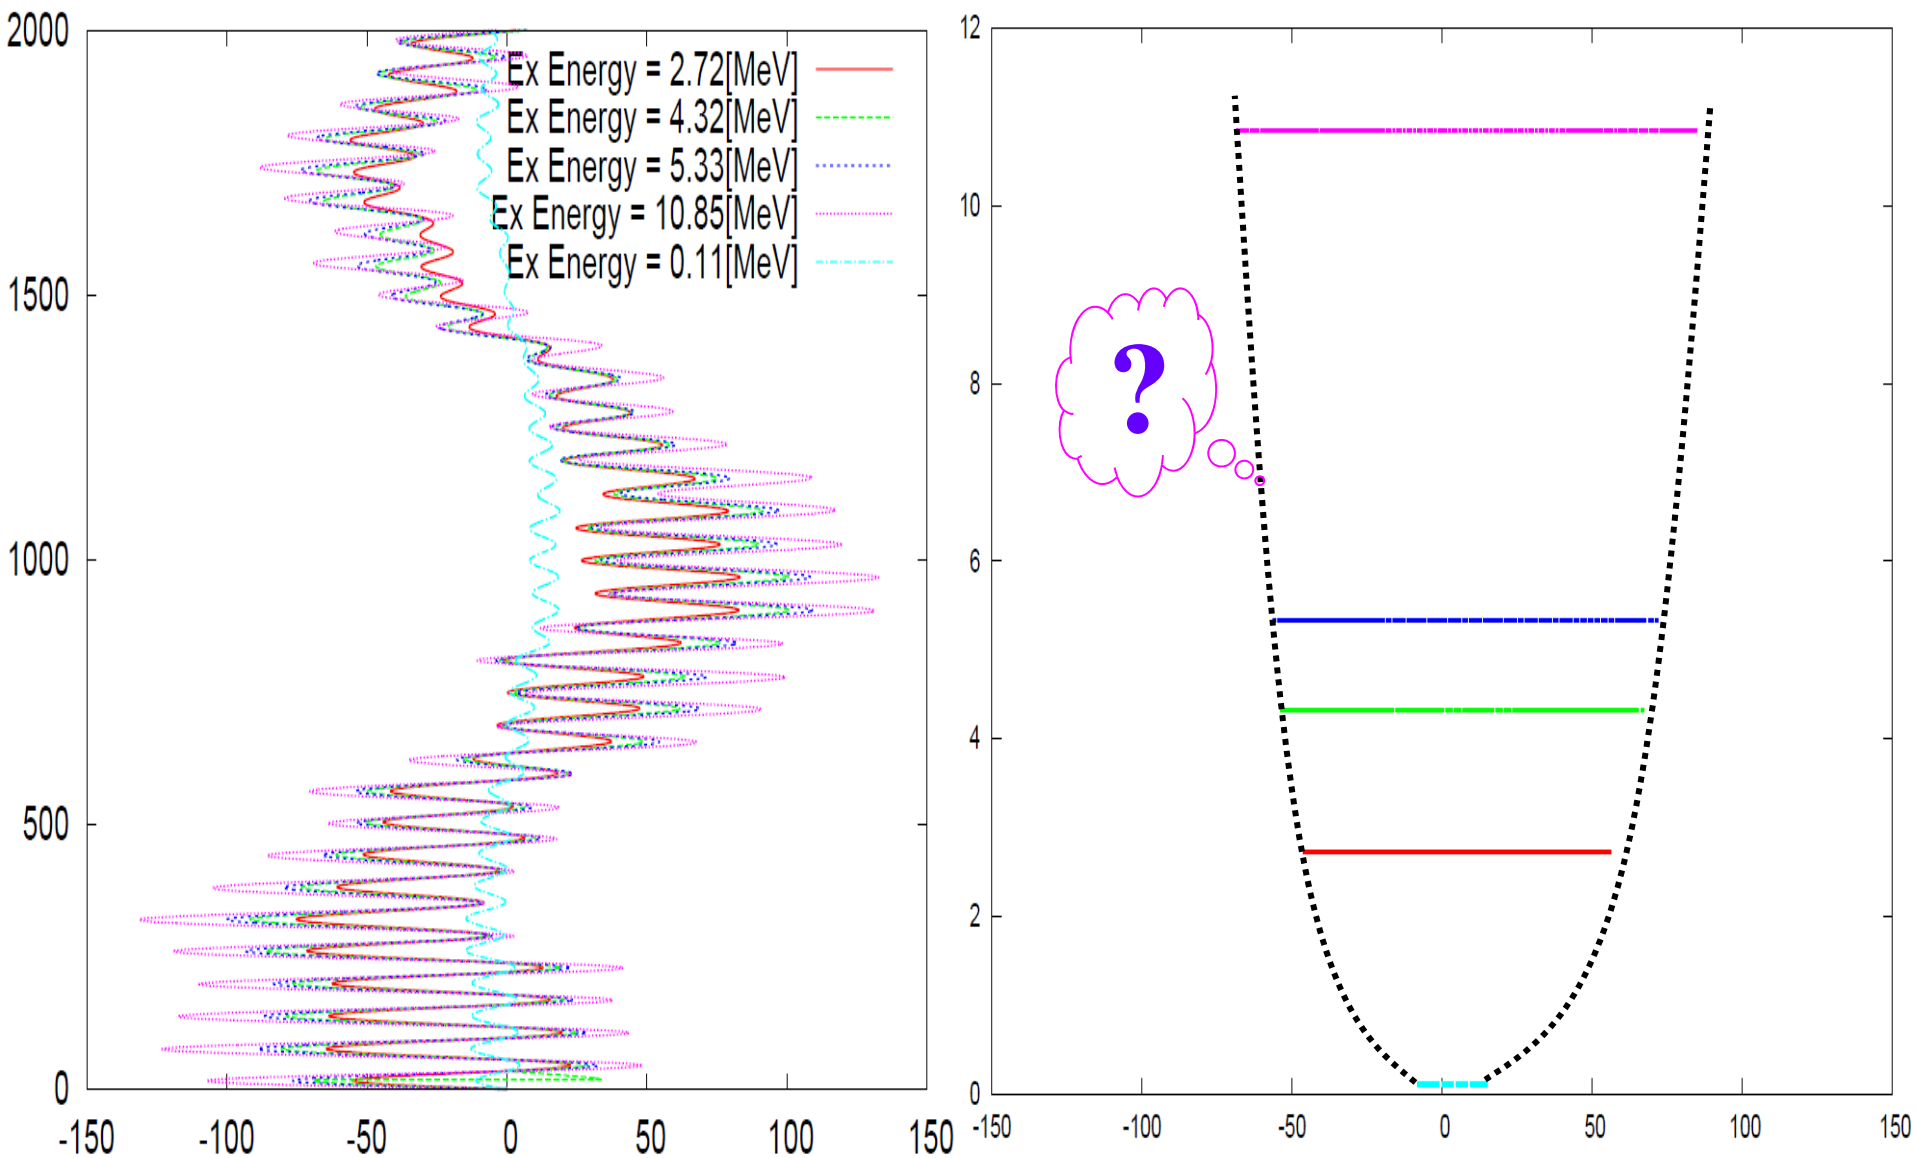 2000
1500
1000
500
0
-150 -100 -50 0 50 100 150
Ex Energy = 2.72[MeV]
Ex Energy = 4.32[MeV]
Ex Energy = 5.33[MeV]
Ex Energy = 10.85[MeV]
Ex Energy = 0.11[MeV]
12
10
8
6
4
2
0
-150 -100 -50 0 50 100 150
?